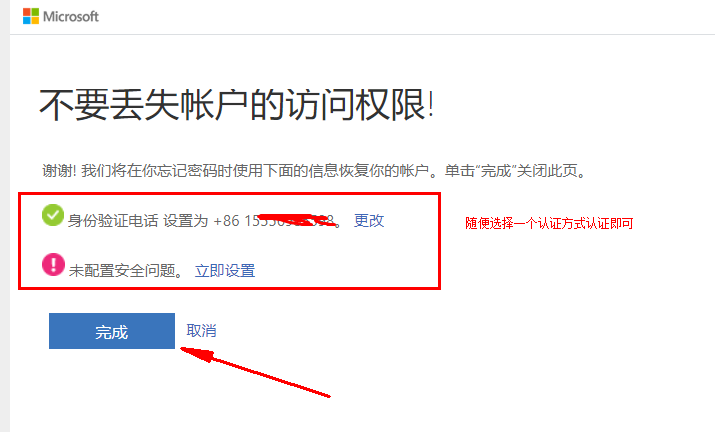 Microsoft
不要丢失帐户的访问权限!
谢谢! 我们将在你忘记密码时使用下面的信息恢复你的帐户。单击“完成”关闭此页。
身份验证电话 设置为 +86 。 更改
随便选择一个认证方式认证即可
未配置安全问题。 立即设置
完成 取消